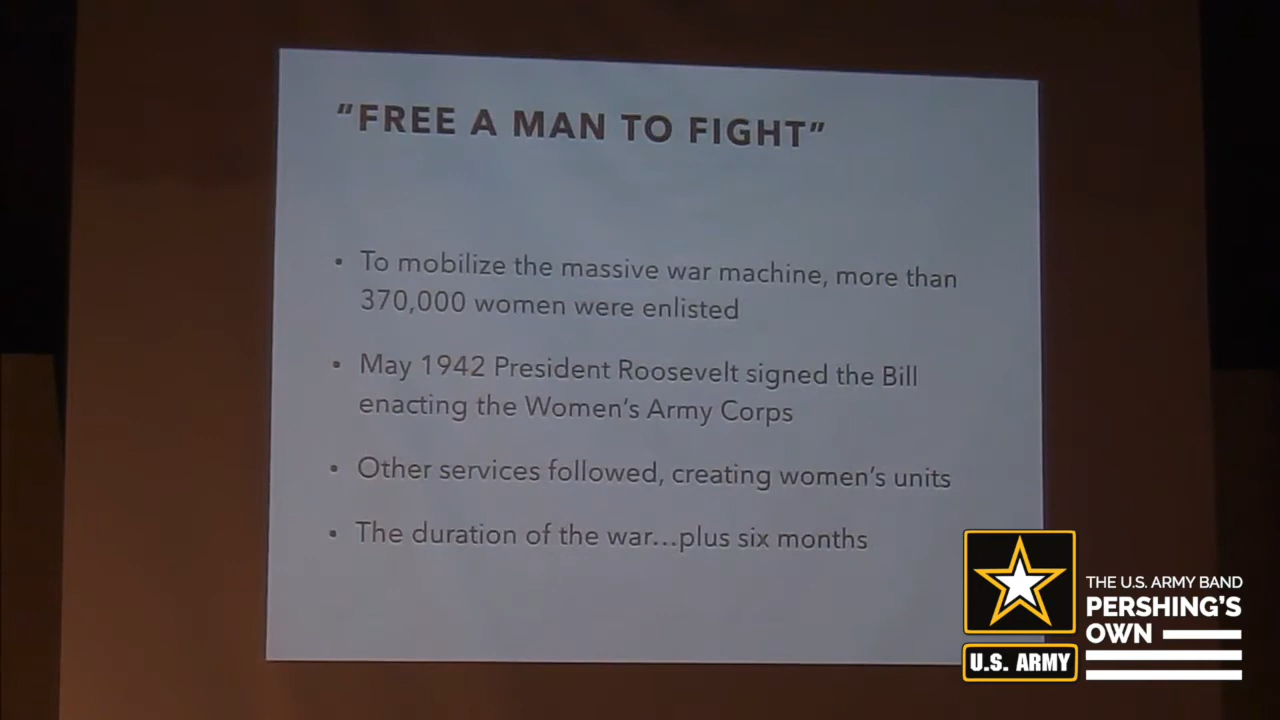 “FREE A MAN TO FIGHT”
• To mobilize the massive war machine, more than
370,000 women were enlisted
• May 1942 President Roosevelt signed the Bill
enacting the Women’s Army Corps
• Other services followed, creating women’s units
• The duration of the war…plus six months
U.S. ARMY
THE U.S. ARMY BAND
PERSHING’S
OWN